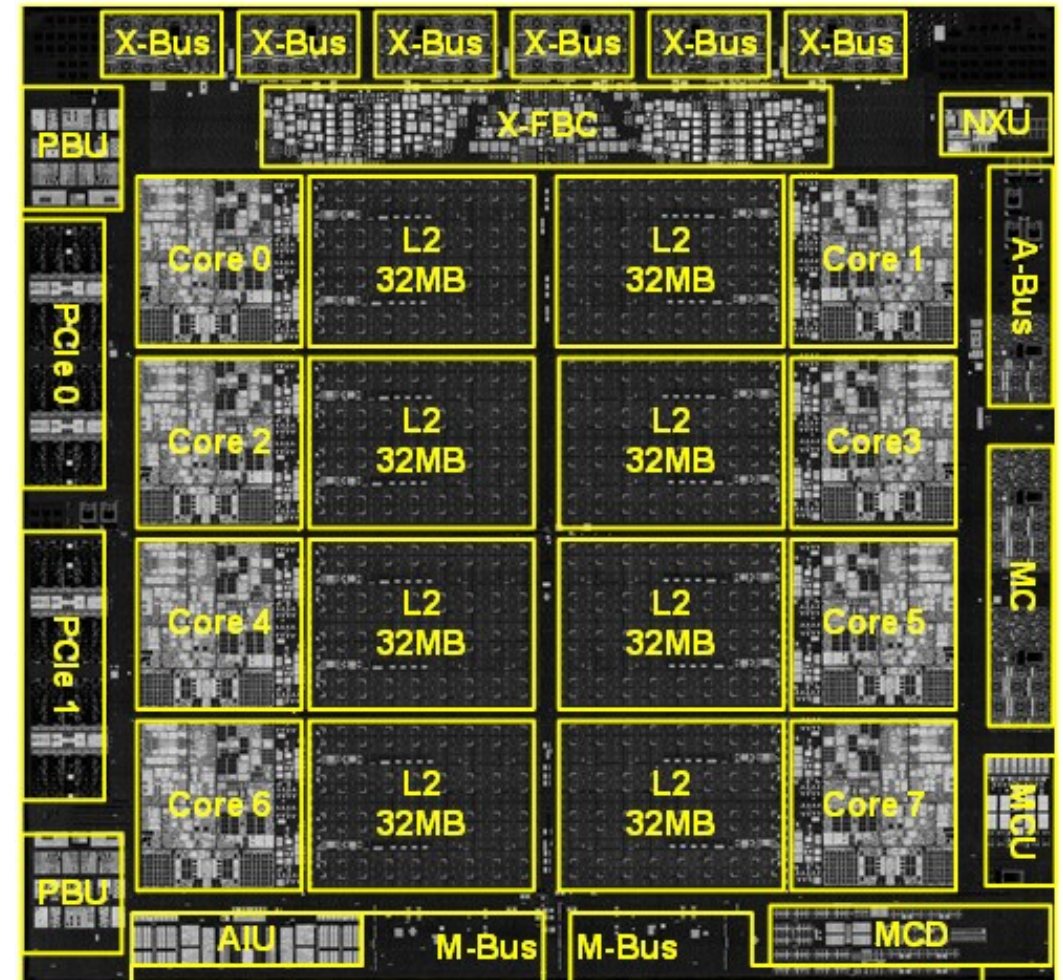 X-Bus X-Bus X-Bus X-Bus X-Bus X-Bus
X-FBC
NXU
PBU
Core 0
L2
32MB
L2
32MB
Core 1
A-Bus
PCIe 0
Core 2
L2
32MB
L2
32MB
Core3
MC
Core 4
L2
32MB
L2
32MB
Core 5
PCIe 1
Core 6
L2
32MB
L2
32MB
Core 7
MCU
PBU
AIU
M-Bus
M-Bus
MCD